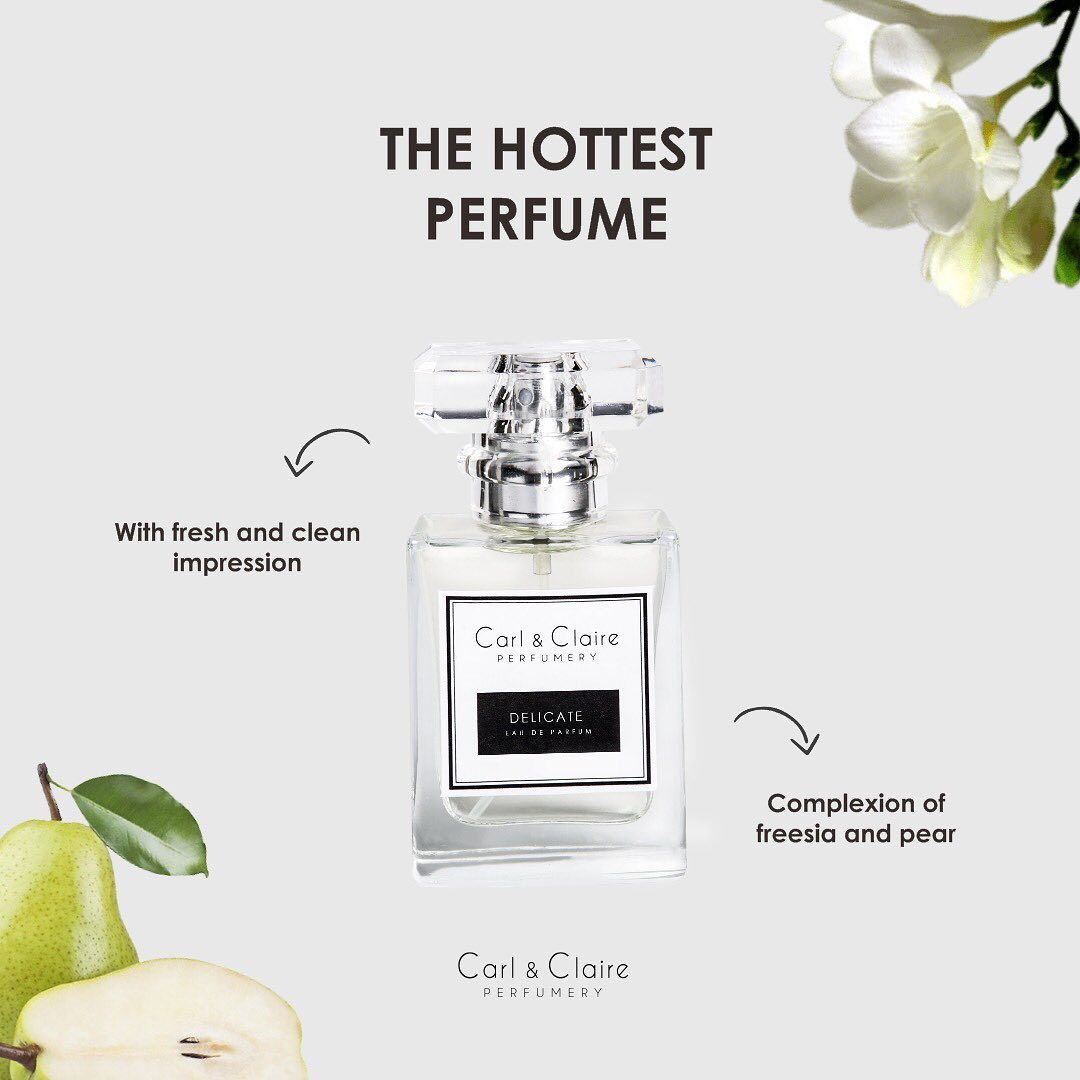 THE HOTTEST
PERFUME
With fresh and clean
impression
Carl & Claire
PERFUMERY
DELICATE
EAU DE PARFUM
Complexion of
freesia and pear
Carl & Claire
PERFUMERY